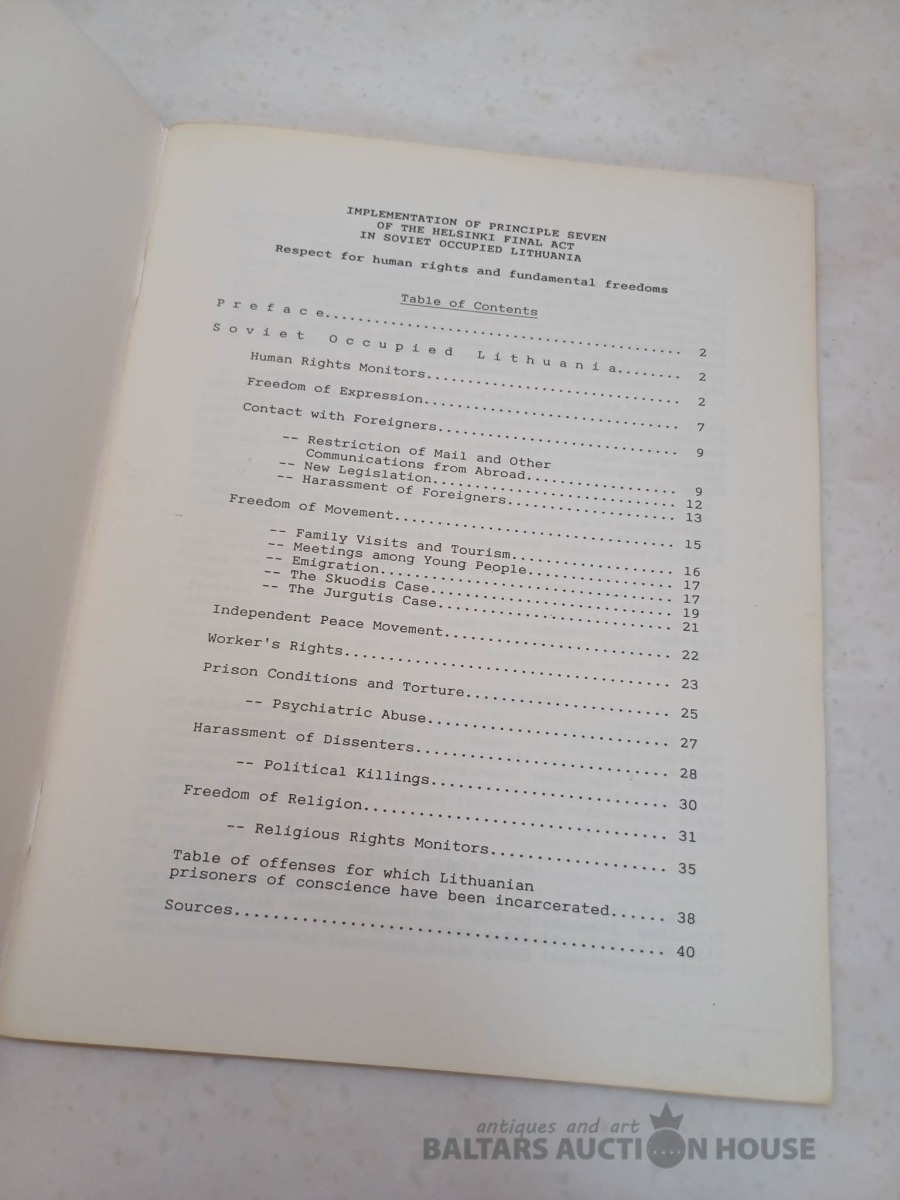 IMPLEMENTATION OF PRINCIPLE SEVEN
OF THE HELSINKI FINAL ACT
IN SOVIET OCCUPIED LITHUANIA
Respect for human rights and fundamental freedoms
Table of Contents
P r e f a c e............................................ 2
S o v i e t   O c c u p i e d   L i t h u a n i a........ 2
Human Rights Monitors................................ 2
Freedom of Expression................................ 7
Contact with Foreigners.............................. 9
-- Restriction of Mail and Other
Communications from Abroad.................. 9
-- New Legislation.............................. 12
-- Harassment of Foreigners..................... 13
Freedom of Movement.................................. 15
-- Family Visits and Tourism.................... 16
-- Meetings among Young People.................. 17
-- Emigration................................... 17
-- The Skuodis Case............................. 19
-- The Jurgutis Case............................ 21
Independent Peace Movement........................... 22
Worker's Rights...................................... 23
Prison Conditions and Torture........................ 25
-- Psychiatric Abuse............................ 27
Harassment of Dissenters............................. 28
-- Political Killings........................... 30
Freedom of Religion.................................. 31
-- Religious Rights Monitors.................... 35
Table of offenses for which Lithuanian
prisoners of conscience have been incarcerated...... 38
Sources.............................................. 40
antiques and art
BALTARS AUCTION HOUSE